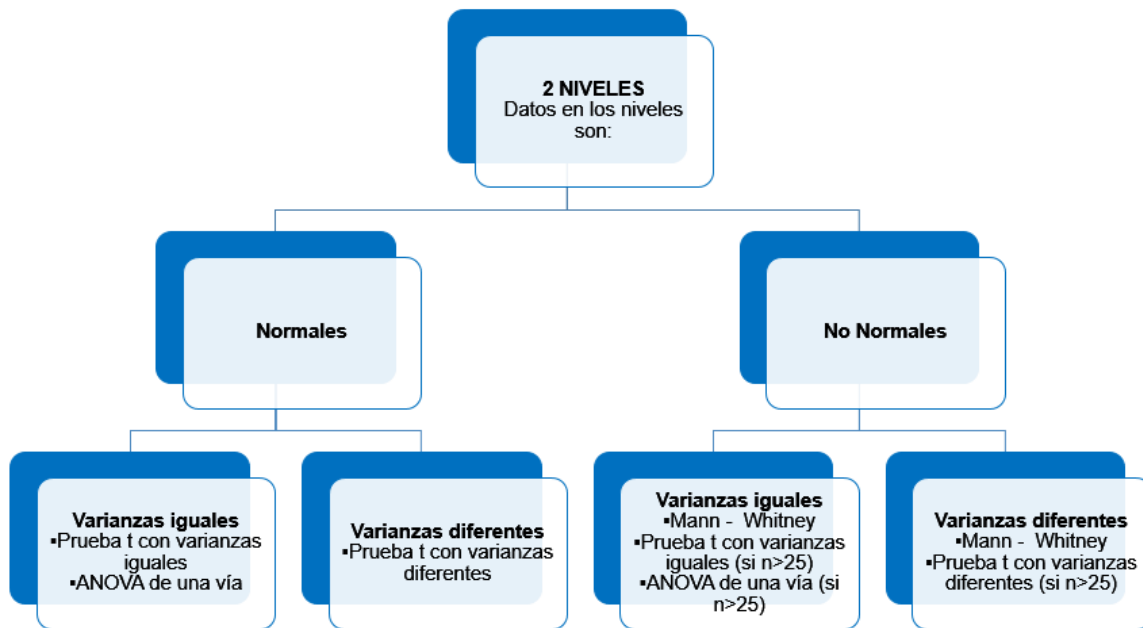 2 NIVELES
Datos en los niveles
son:
Normales
No Normales
Varianzas iguales
▪Prueba t con varianzas
iguales
▪ANOVA de una vía
Varianzas diferentes
▪Prueba t con varianzas
diferentes
Varianzas iguales
▪Mann - Whitney
▪Prueba t con varianzas
iguales (si n>25)
▪ANOVA de una vía (si
n>25)
Varianzas diferentes
▪Mann - Whitney
▪Prueba t con varianzas
diferentes (si n>25)